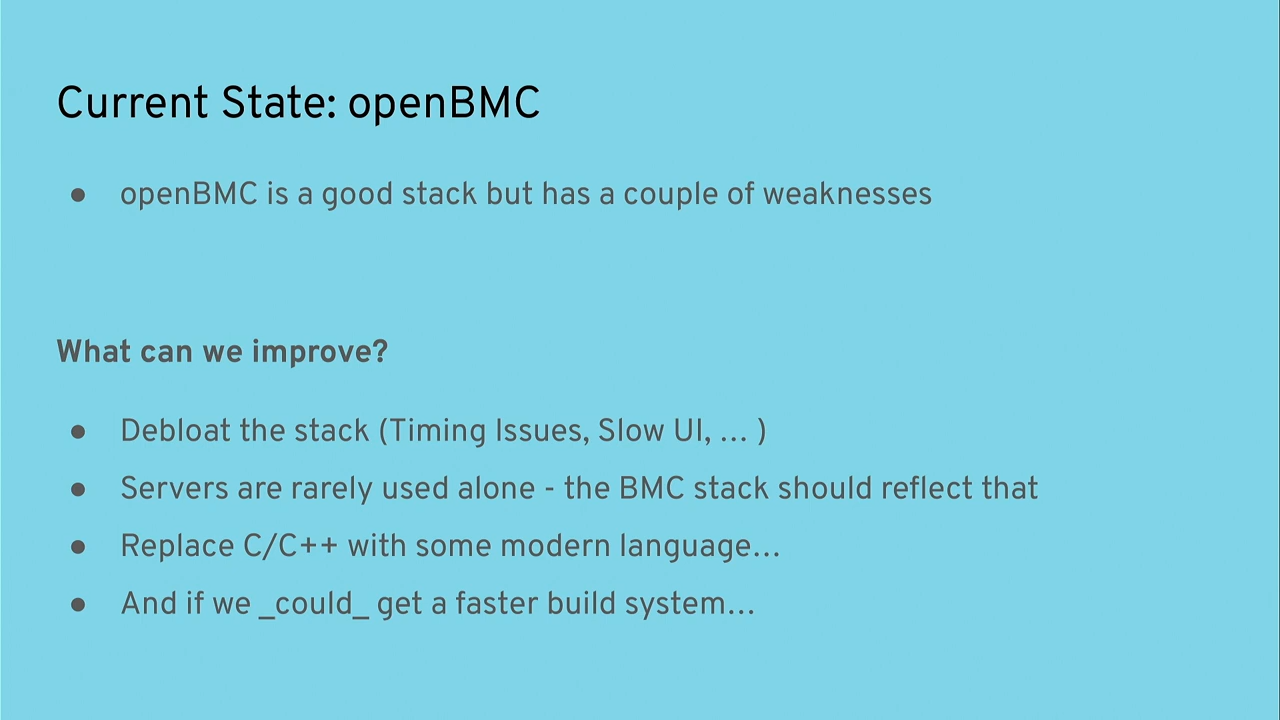 Current State: openBMC
● openBMC is a good stack but has a couple of weaknesses
What can we improve?
● Debloat the stack (Timing Issues, Slow UI, … )
● Servers are rarely used alone - the BMC stack should reflect that
● Replace C/C++ with some modern language…
● And if we _could_ get a faster build system…